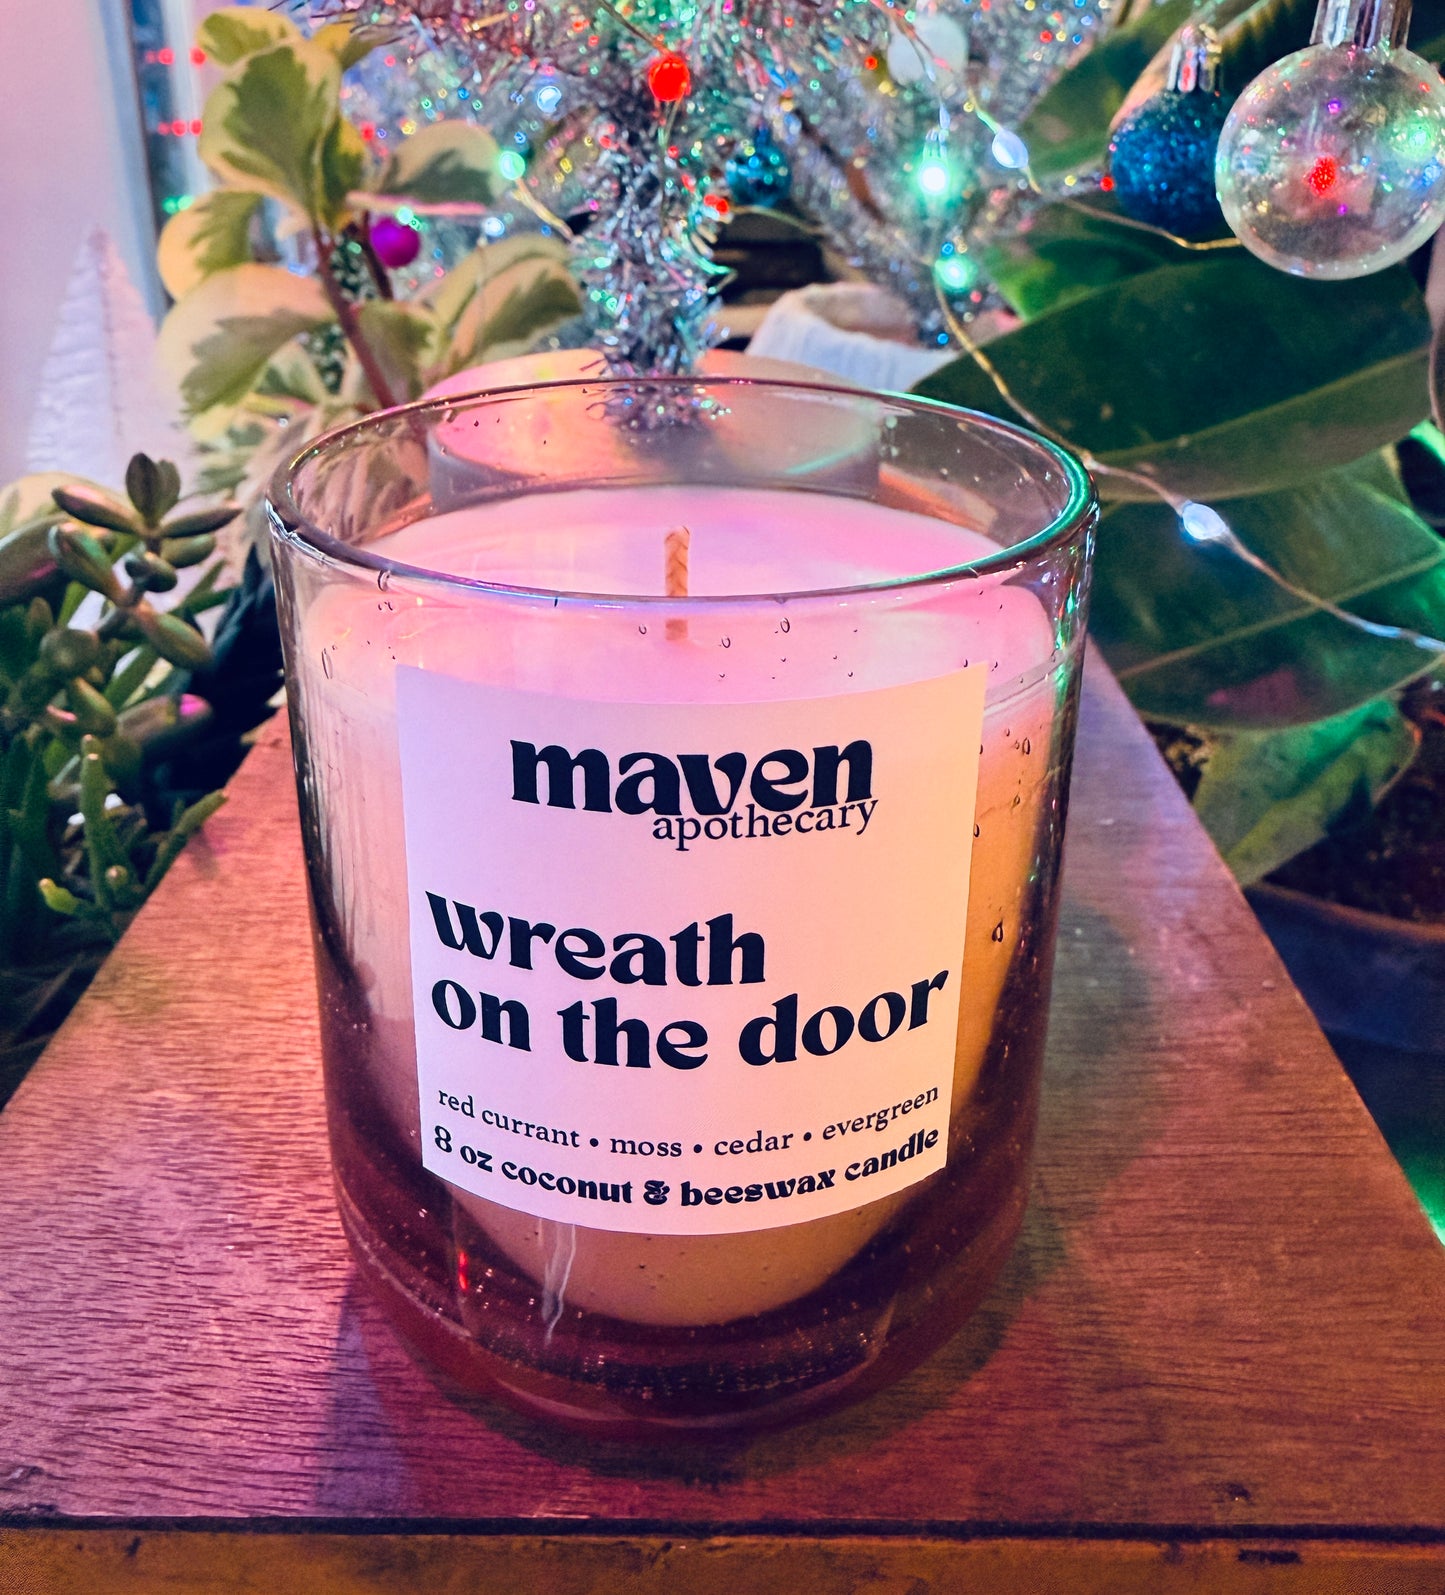 maven
apothecary
wreath
on the door
red currant • moss • cedar • evergreen
8 oz coconut & beeswax candle